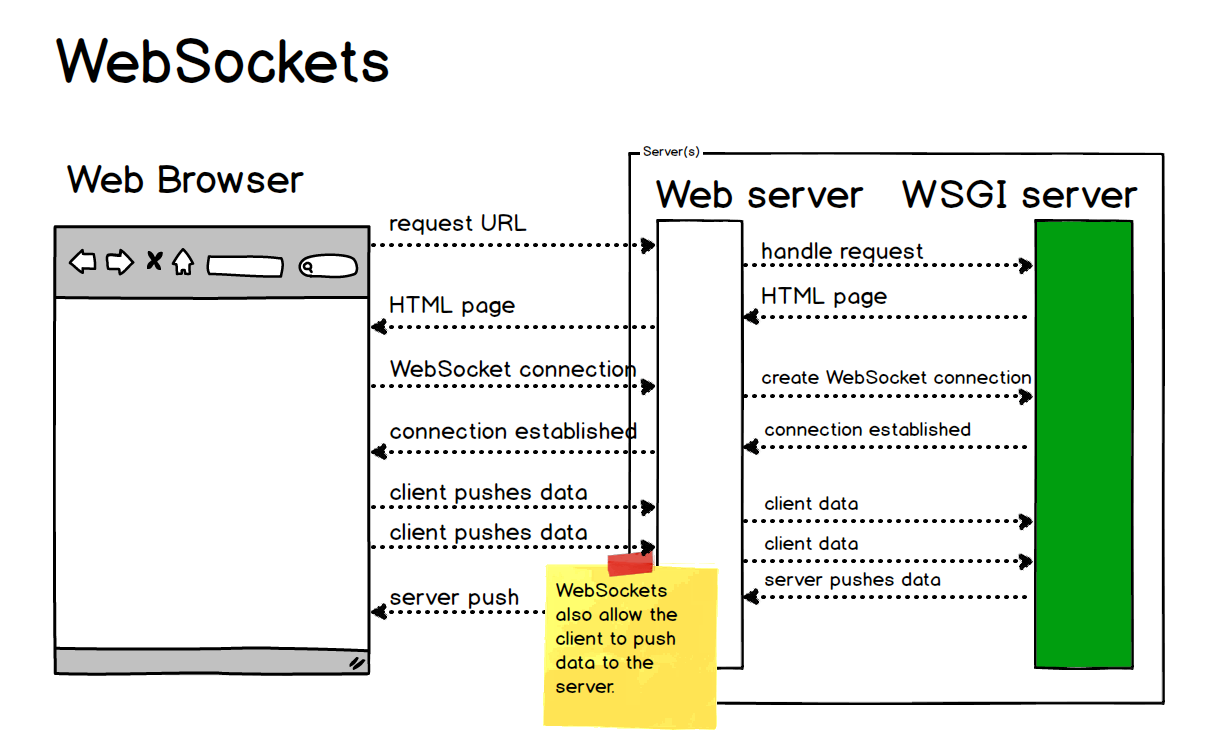 WebSockets
Web Browser
Server(s)
Web server
WSGI server
request URL
handle request
HTML page
HTML page
WebSocket connection
create WebSocket connection
connection established
connection established
client pushes data
client data
client pushes data
client data
server pushes data
server push
WebSockets
also allow the
client to push
data to the
server.